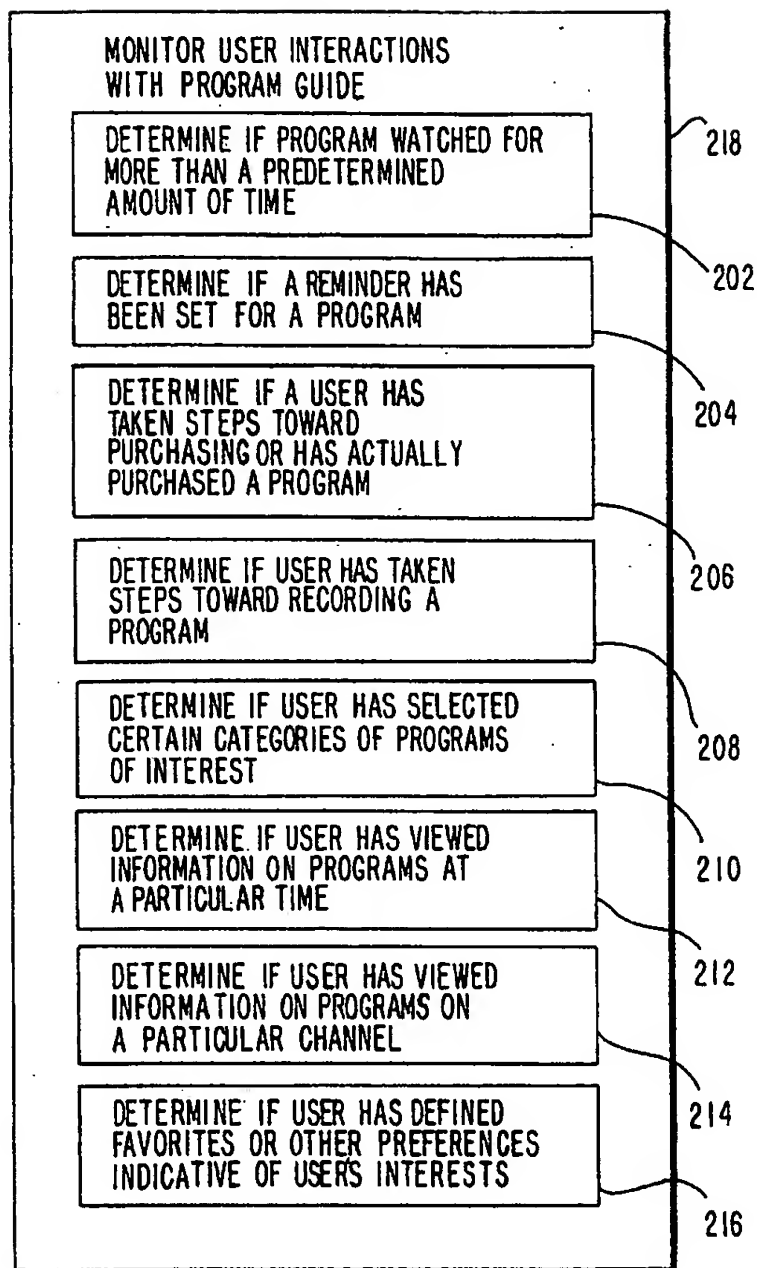 MONITOR USER INTERACTIONS
WITH PROGRAM GUIDE
218
DETERMINE IF PROGRAM WATCHED FOR
MORE THAN A PREDETERMINED
AMOUNT OF TIME
202
DETERMINE IF A REMINDER HAS
BEEN SET FOR A PROGRAM
204
DETERMINE IF A USER HAS
TAKEN STEPS TOWARD
PURCHASING OR HAS ACTUALLY
PURCHASED A PROGRAM
206
DETERMINE IF USER HAS TAKEN
STEPS TOWARD RECORDING A
PROGRAM
208
DETERMINE IF USER HAS SELECTED
CERTAIN CATEGORIES OF PROGRAMS
OF INTEREST
210
DETERMINE IF USER HAS VIEWED
INFORMATION ON PROGRAMS AT
A PARTICULAR TIME
212
DETERMINE IF USER HAS VIEWED
INFORMATION ON PROGRAMS ON
A PARTICULAR CHANNEL
214
DETERMINE IF USER HAS DEFINED
FAVORITES OR OTHER PREFERENCES
INDICATIVE OF USER'S INTERESTS
216